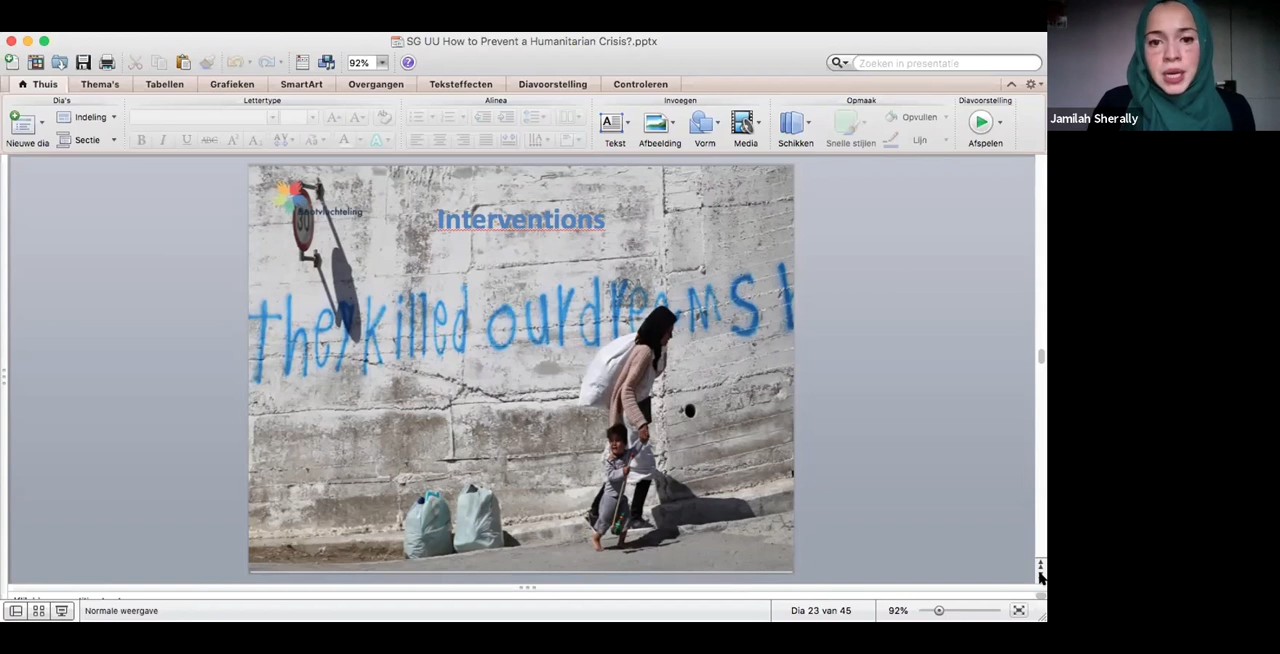 SG UU How to Prevent a Humanitarian Crisis?.pptx
92%
Zoeken in presentatie
Thuis
Thema's
Tabellen
Grafieken
SmartArt
Overgangen
Teksteffecten
Diavoorstelling
Controleren
Dia's
Lettertype
Alinea
Invoegen
Opmaak
Diavoorstelling
Indeling
Sectie
Nieuwe dia
B I U ABC
Tekst
Afbeelding
Vorm
Media
Schikken
Snelle stijlen
Opvullen
Lijn
Afspelen
Jamilah Sherally
30
Interventions
They killed our dreams
Normale weergave
Dia 23 van 45
92%